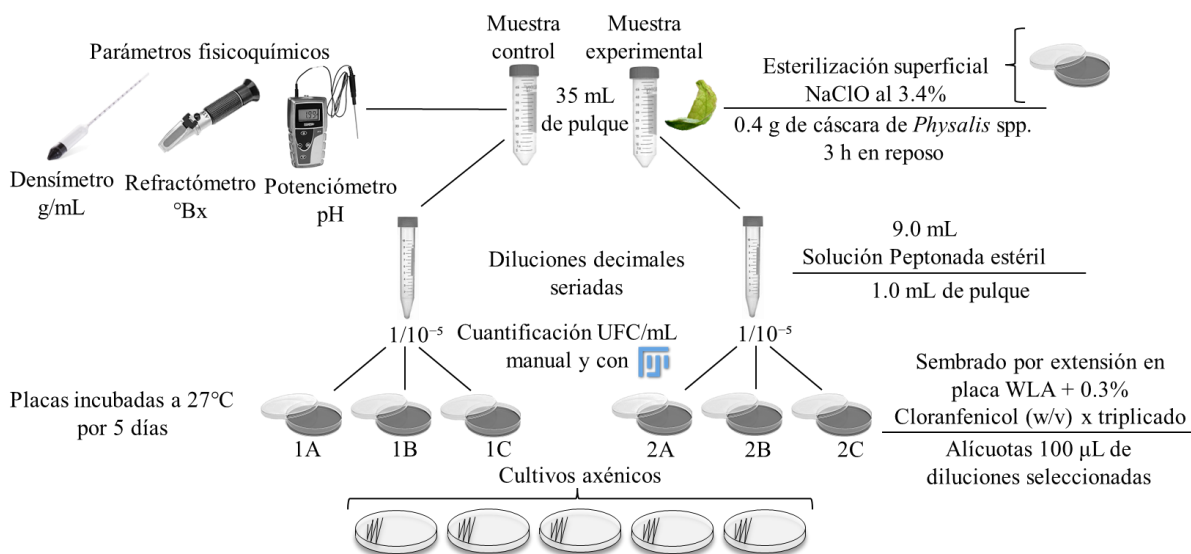 Parámetros fisicoquímicos
Densímetro
g/mL
Refractómetro
°Bx
Potenciómetro
pH
Muestra
control
Muestra
experimental
35 mL
de pulque
Esterilización superficial
NaClO al 3.4%
0.4 g de cáscara de Physalis spp.
3 h en reposo
Diluciones decimales
seriadas
9.0 mL
Solución Peptonada estéril
1.0 mL de pulque
1/10⁻⁵
Cuantificación UFC/mL
manual y con
1/10⁻⁵
Placas incubadas a 27°C
por 5 días
1A
1B
1C
2A
2B
2C
Sembrado por extensión en
placa WLA + 0.3%
Cloranfenicol (w/v) x triplicado
Alícuotas 100 μL de
diluciones seleccionadas
Cultivos axénicos